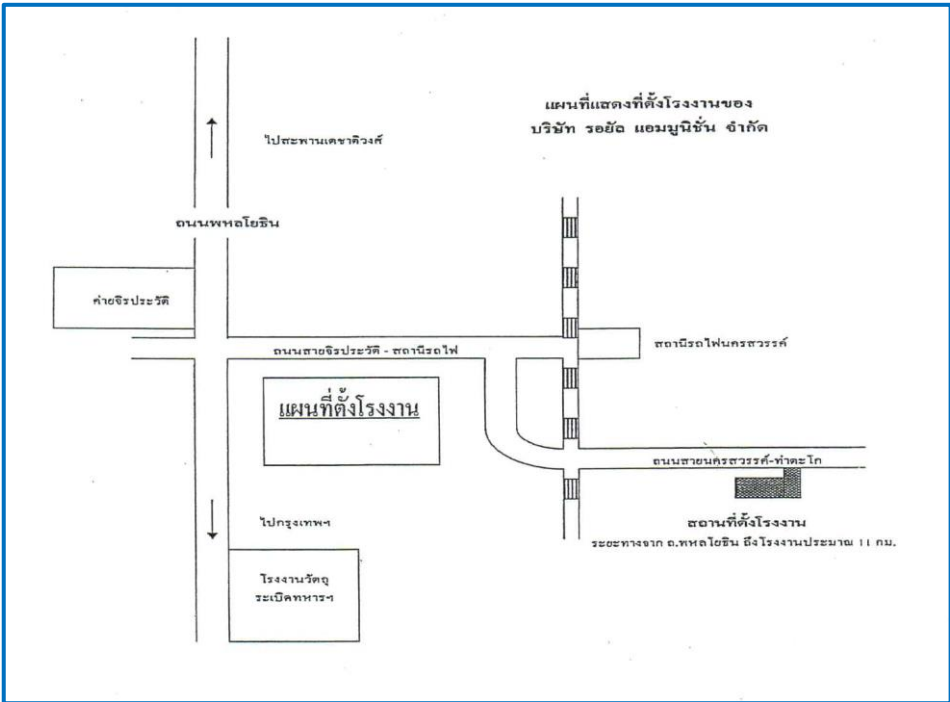 แผนที่แสดงที่ตั้งโรงงานของ
บริษัท รอยัล แอมมูนิชั่น จำกัด
ไปสะพานเดชาติวงศ์
ถนนพหลโยธิน
ค่ายจิรประวัติ
ถนนสายจิรประวัติ - สถานีรถไฟ
สถานีรถไฟนครสวรรค์
แผนที่ตั้งโรงงาน
ถนนสายนครสวรรค์-ท่าตะโก
ไปกรุงเทพฯ
สถานที่ตั้งโรงงาน
ระยะทางจาก ถ.พหลโยธิน ถึงโรงงานประมาณ 11 กม.
โรงงานวัตถุ
ระเบิดทหารฯ